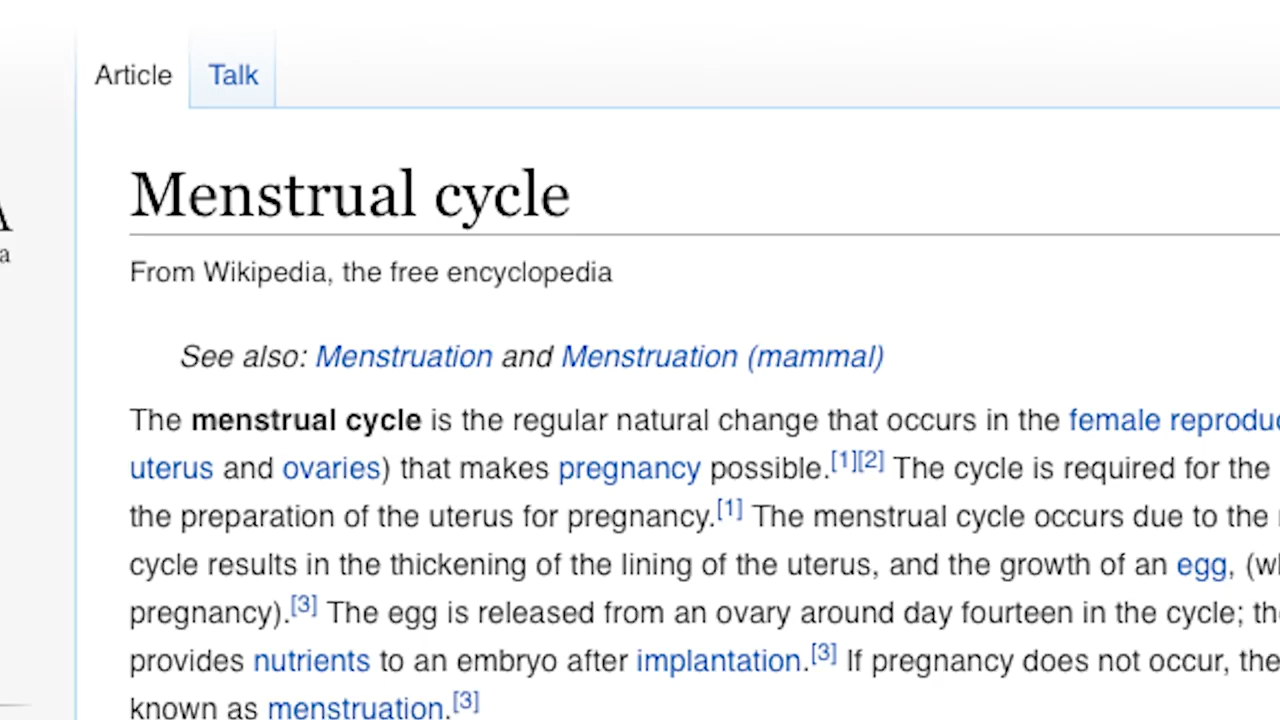 Article Talk
Menstrual cycle
From Wikipedia, the free encyclopedia
See also: Menstruation and Menstruation (mammal)
The menstrual cycle is the regular natural change that occurs in the female
uterus and ovaries) that makes pregnancy possible.[1][2] The cycle is required for the
the preparation of the uterus for pregnancy.[1] The menstrual cycle occurs due to the
cycle results in the thickening of the lining of the uterus, and the growth of an egg,
pregnancy).[3] The egg is released from an ovary around day fourteen in the cycle;
provides nutrients to an embryo after implantation.[3] If pregnancy does not occur, the
known as menstruation.[3]